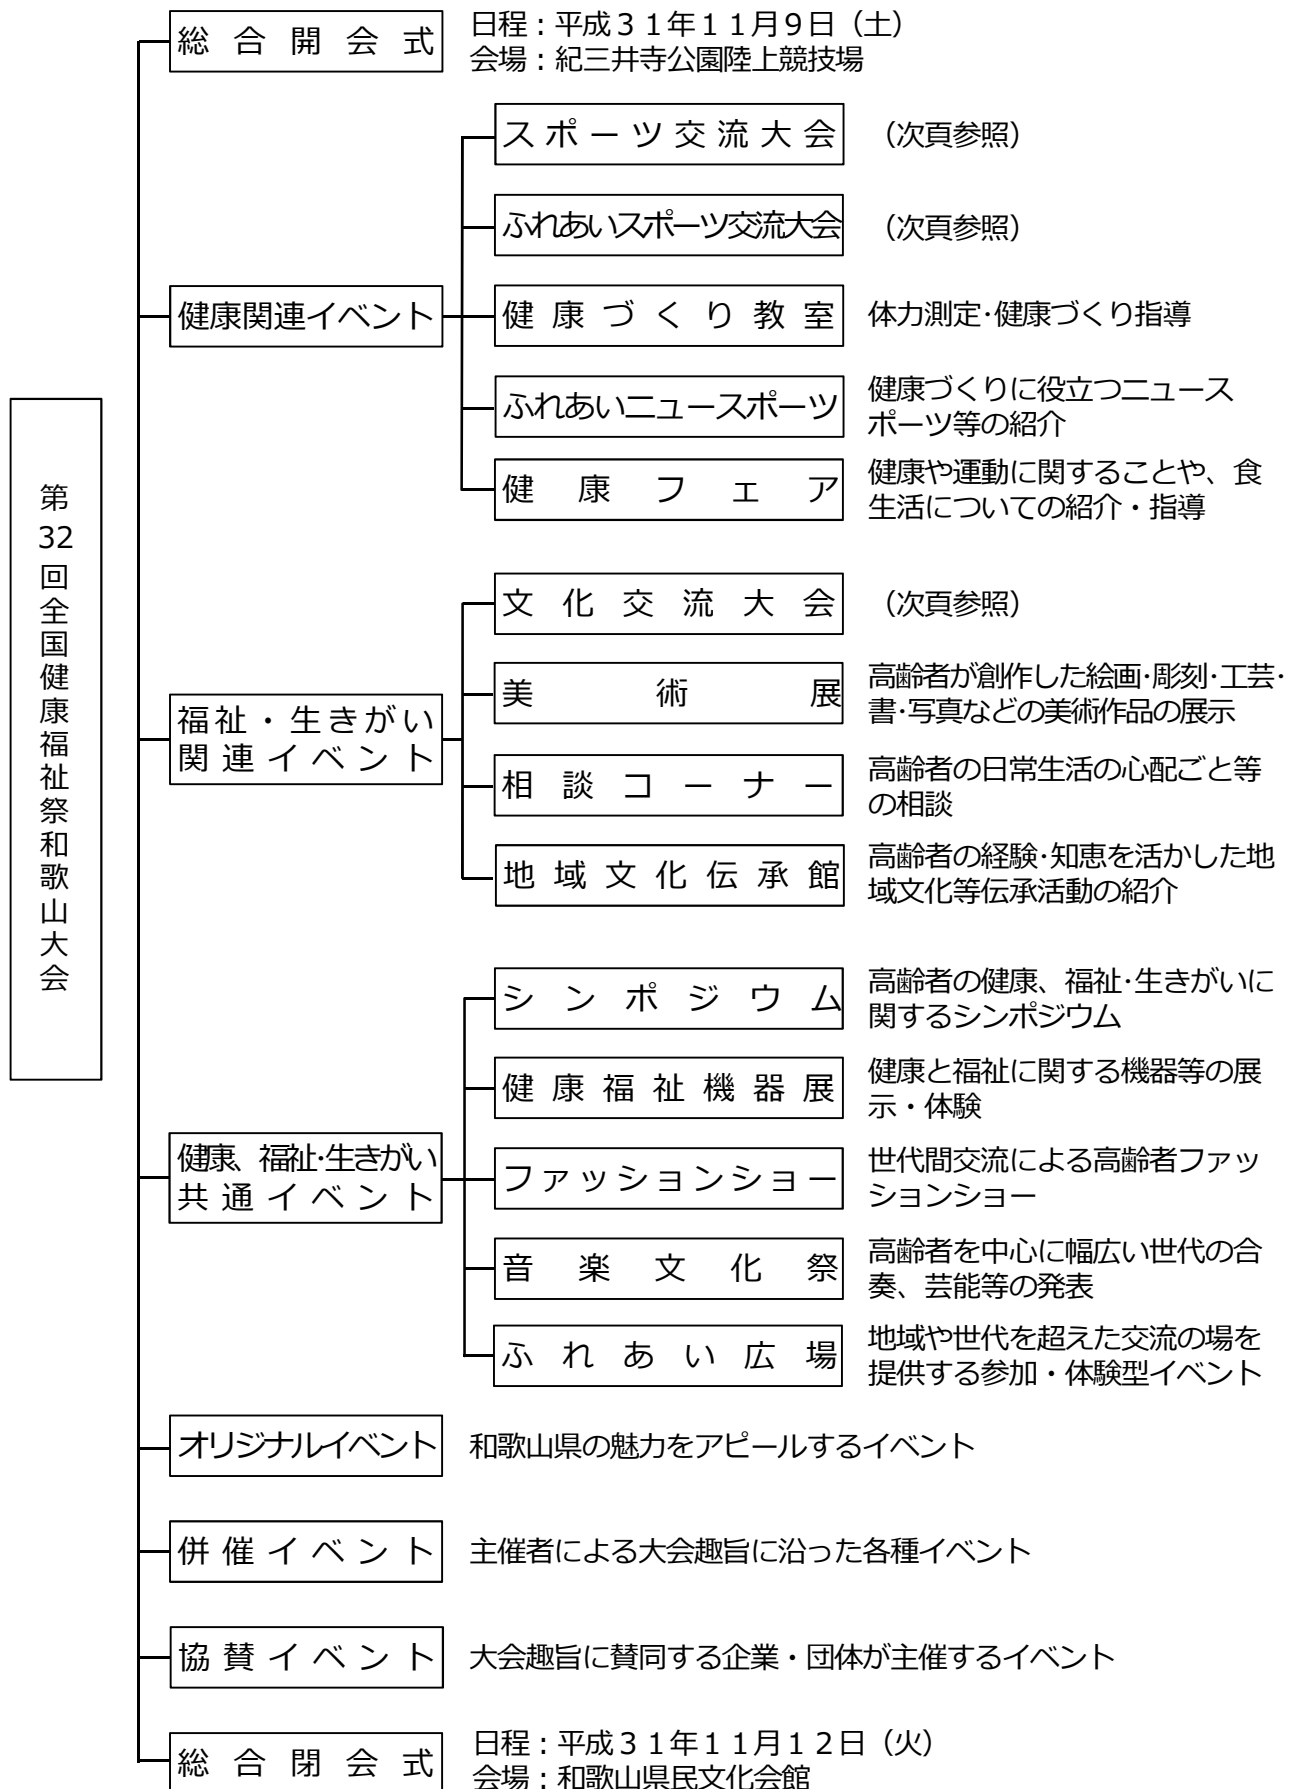 第32回全国健康福祉祭和歌山大会
総合開会式
日程：平成３１年１１月９日（土）
会場：紀三井寺公園陸上競技場
健康関連イベント
スポーツ交流大会
（次頁参照）
ふれあいスポーツ交流大会
（次頁参照）
健康づくり教室
体力測定･健康づくり指導
ふれあいニュースポーツ
健康づくりに役立つニュース
ポーツ等の紹介
健康フェア
健康や運動に関することや、食
生活についての紹介・指導
福祉・生きがい
関連イベント
文化交流大会
（次頁参照）
美術展
高齢者が創作した絵画･彫刻･工芸･
書･写真などの美術作品の展示
相談コーナー
高齢者の日常生活の心配ごと等
の相談
地域文化伝承館
高齢者の経験･知恵を活かした地
域文化等伝承活動の紹介
健康、福祉･生きがい
共通イベント
シンポジウム
高齢者の健康、福祉･生きがいに
関するシンポジウム
健康福祉機器展
健康と福祉に関する機器等の展
示・体験
ファッションショー
世代間交流による高齢者ファッ
ションショー
音楽文化祭
高齢者を中心に幅広い世代の合
奏、芸能等の発表
ふれあい広場
地域や世代を超えた交流の場を
提供する参加・体験型イベント
オリジナルイベント
和歌山県の魅力をアピールするイベント
併催イベント
主催者による大会趣旨に沿った各種イベント
協賛イベント
大会趣旨に賛同する企業・団体が主催するイベント
総合閉会式
日程：平成３１年１１月１２日（火）
会場：和歌山県民文化会館